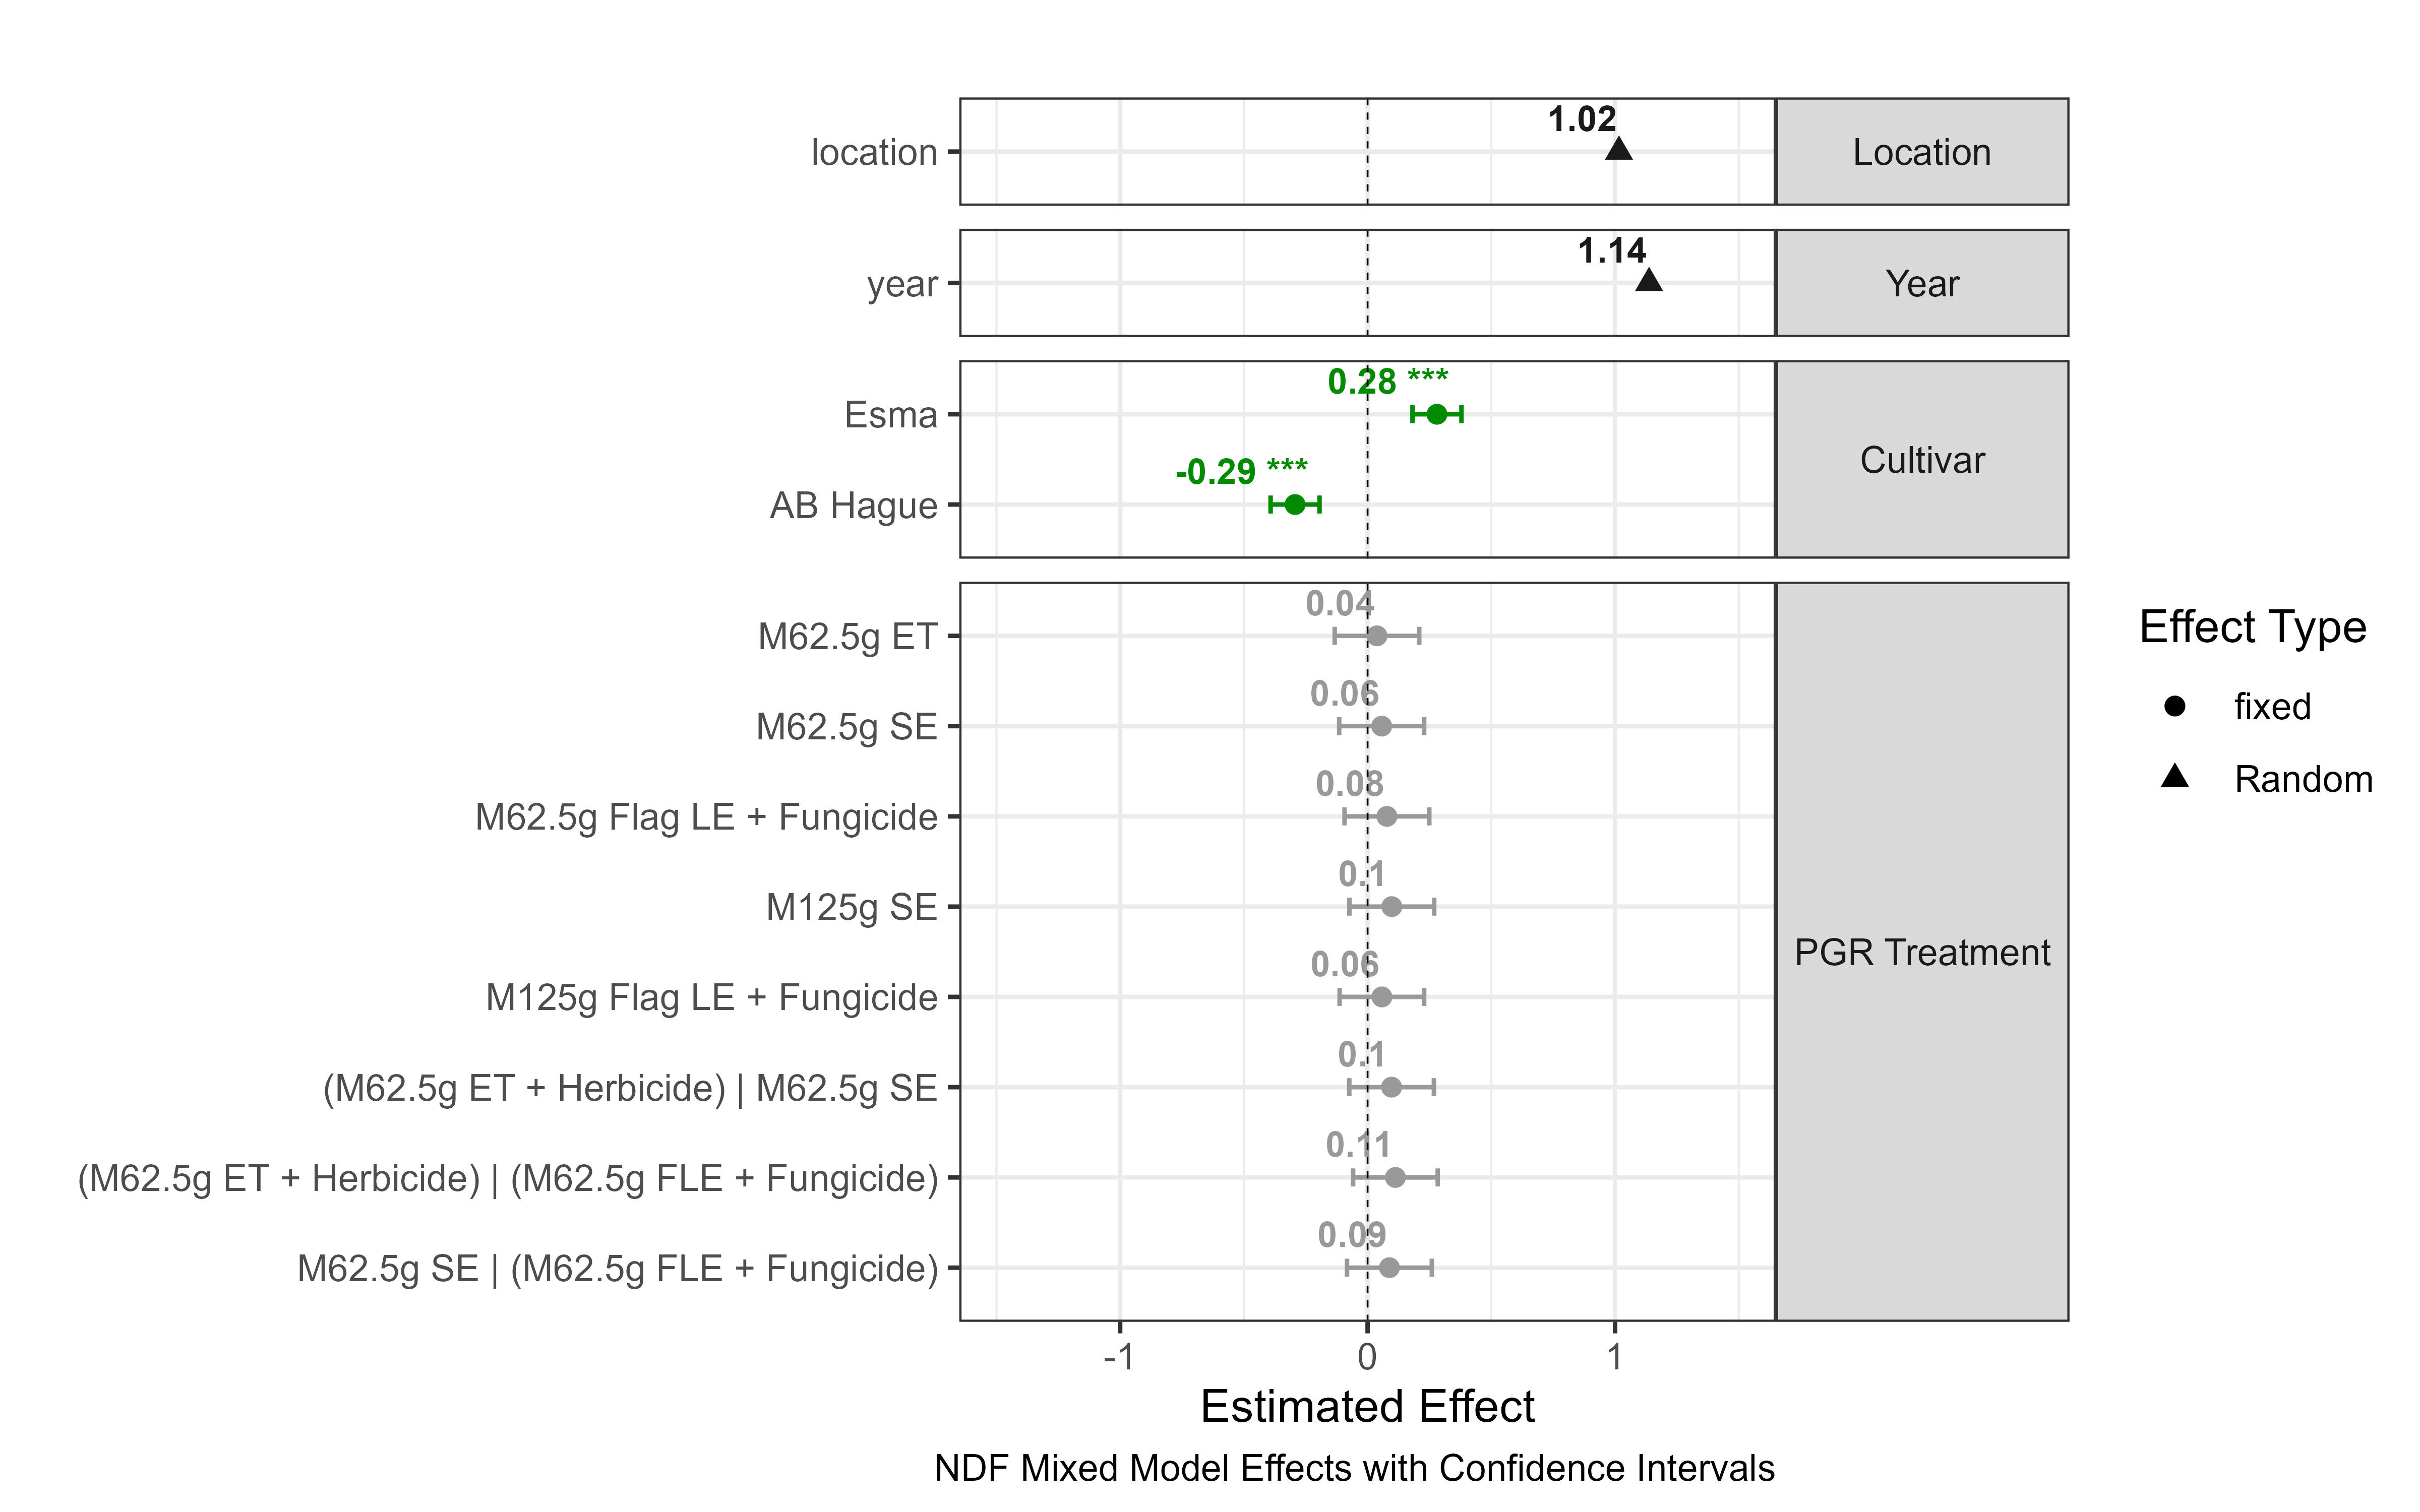 location
1.02
Location
year
1.14
Year
Esma
0.28 ***
AB Hague
-0.29 ***
Cultivar
M62.5g ET
0.04
M62.5g SE
0.06
M62.5g Flag LE + Fungicide
0.08
M125g SE
0.1
M125g Flag LE + Fungicide
0.06
(M62.5g ET + Herbicide) | M62.5g SE
0.1
(M62.5g ET + Herbicide) | (M62.5g FLE + Fungicide)
0.11
M62.5g SE | (M62.5g FLE + Fungicide)
0.09
PGR Treatment
-1
0
1
Estimated Effect
NDF Mixed Model Effects with Confidence Intervals
Effect Type
fixed
Random